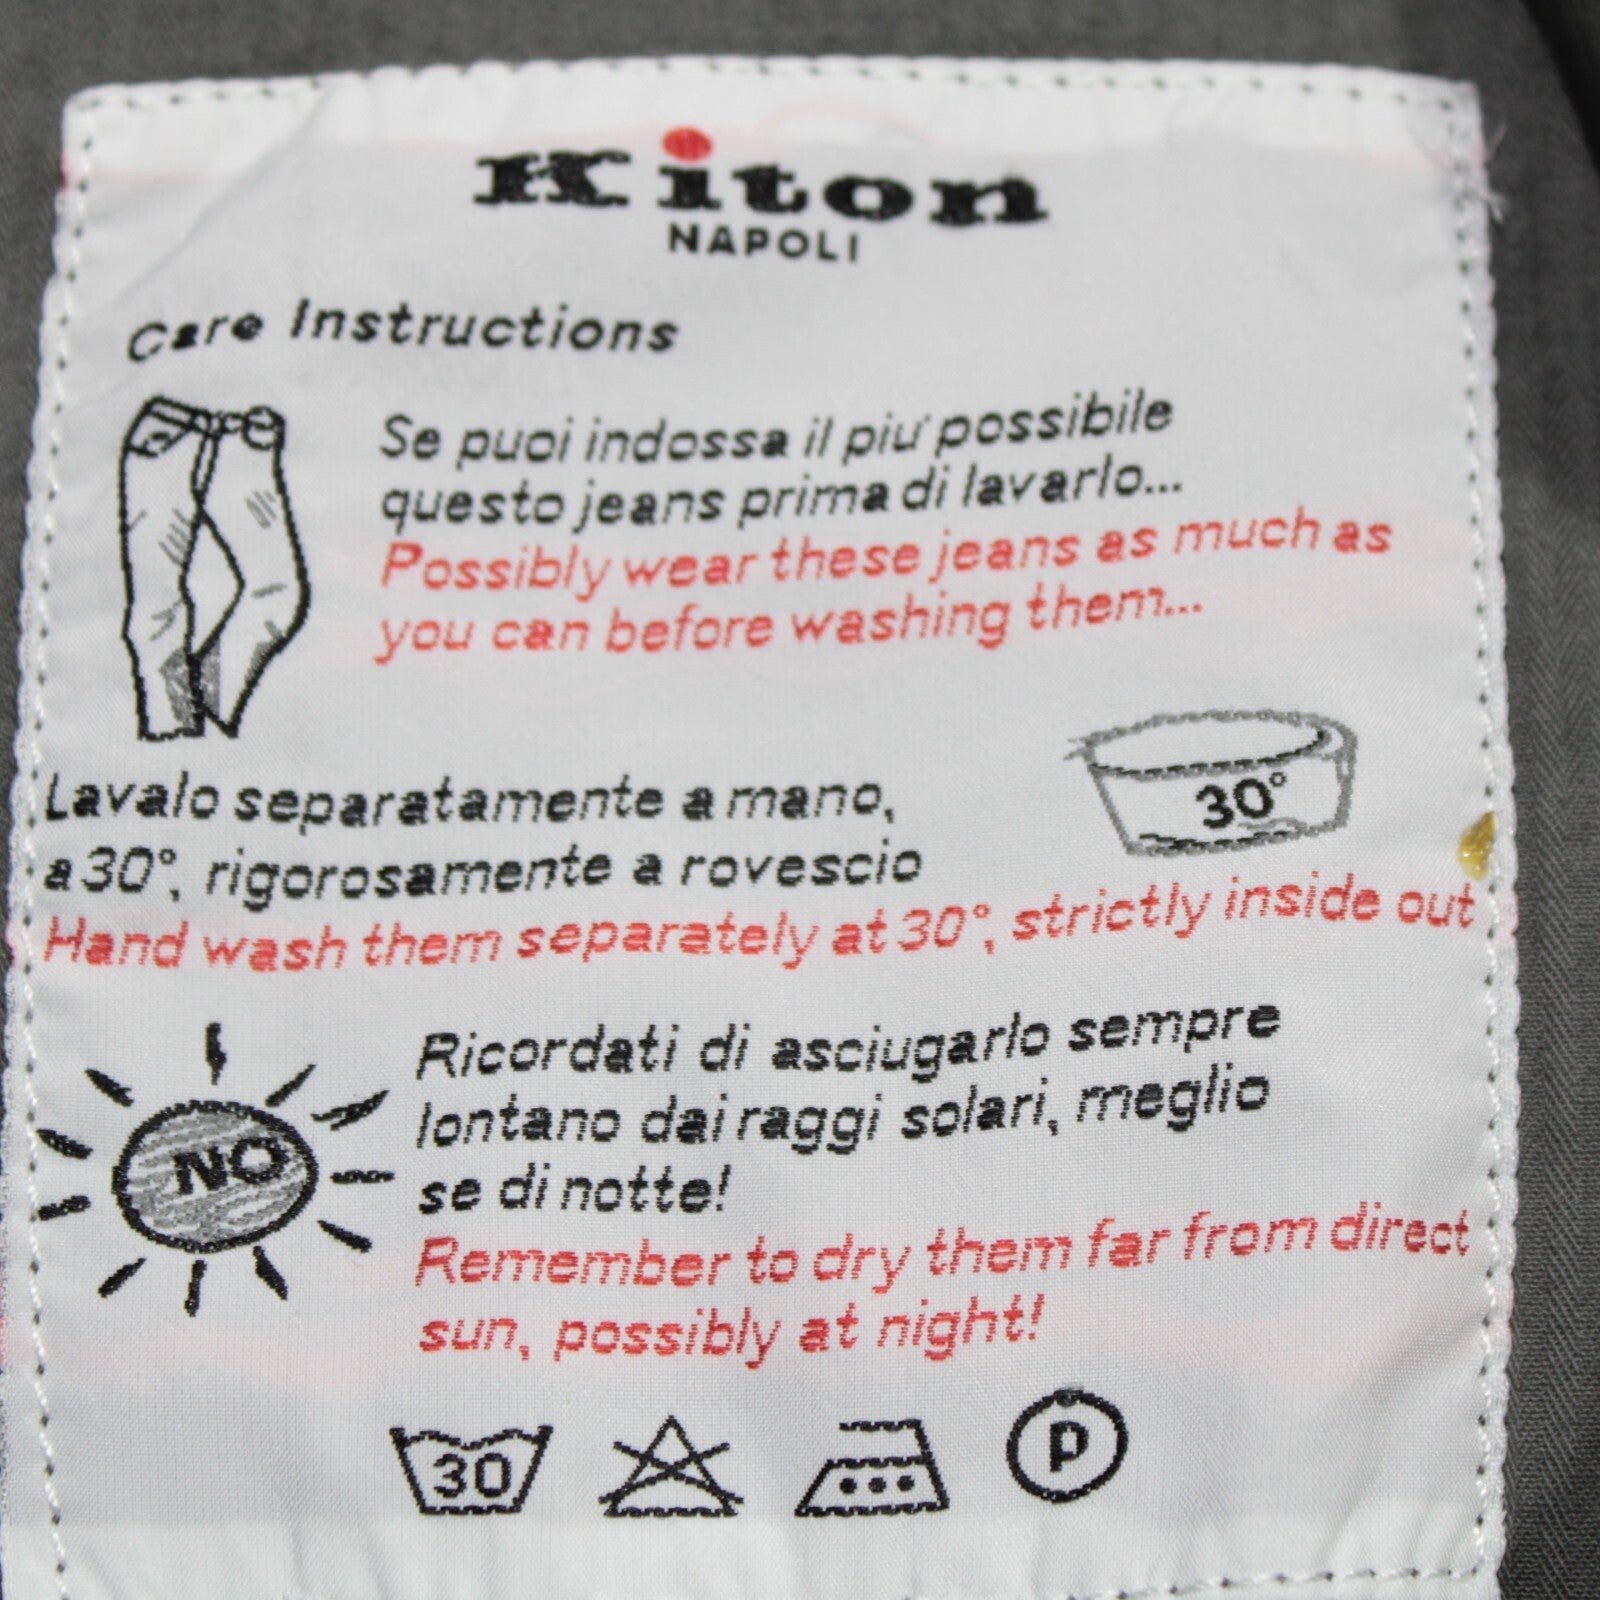 Kiton
NAPOLI
Care Instructions
Se puoi indossa il piu' possibile
questo jeans prima di lavarlo...
Possibly wear these jeans as much as
you can before washing them...
30°
Lavalo separatamente a mano,
a 30°, rigorosamente a rovescio
Hand wash them separately at 30°, strictly inside out
NO
Ricordati di asciugarlo sempre
lontano dai raggi solari, meglio
se di notte!
Remember to dry them far from direct
sun, possibly at night!
30 P